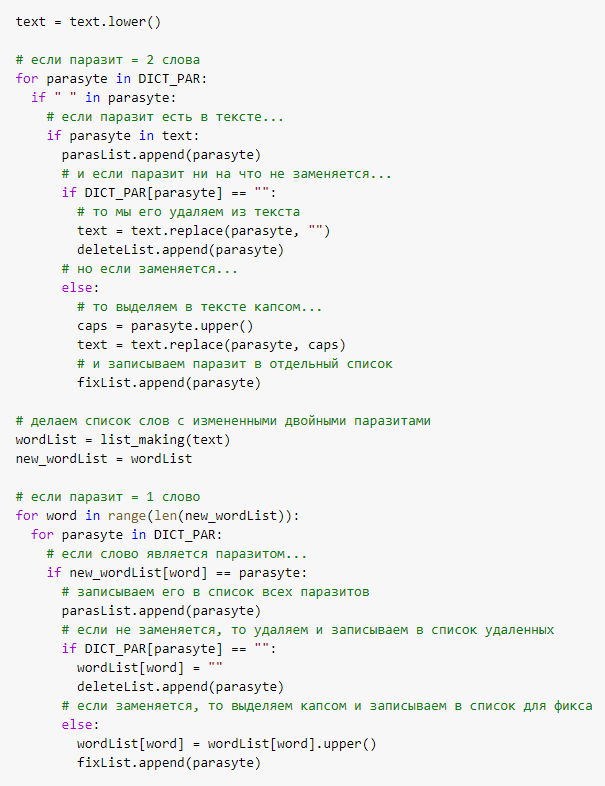 text = text.lower()
# если паразит = 2 слова
for parasyte in DICT_PAR:
if " " in parasyte:
# если паразит есть в тексте...
if parasyte in text:
parasList.append(parasyte)
# и если паразит ни на что не заменяется...
if DICT_PAR[parasyte] == "":
# то мы его удаляем из текста
text = text.replace(parasyte, "")
deleteList.append(parasyte)
# но если заменяется...
else:
# то выделяем в тексте капсом...
caps = parasyte.upper()
text = text.replace(parasyte, caps)
# и записываем паразит в отдельный список
fixList.append(parasyte)
# делаем список слов с измененными двойными паразитами
wordList = list_making(text)
new_wordList = wordList
# если паразит = 1 слово
for word in range(len(new_wordList)):
for parasyte in DICT_PAR:
# если слово является паразитом...
if new_wordList[word] == parasyte:
# записываем его в список всех паразитов
parasList.append(parasyte)
# если не заменяется, то удаляем и записываем в список удаленных
if DICT_PAR[parasyte] == "":
wordList[word] = ""
deleteList.append(parasyte)
# если заменяется, то выделяем капсом и записываем в список для фикса
else:
wordList[word] = wordList[word].upper()
fixList.append(parasyte)